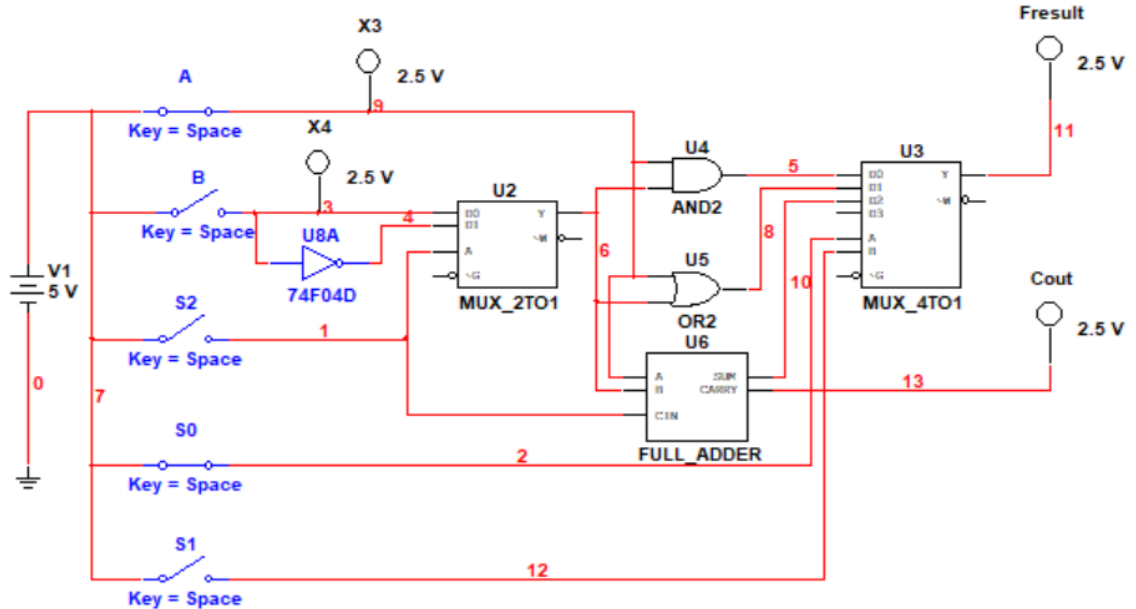 X3
2.5 V
A
Key = Space
9
X4
2.5 V
B
Key = Space
3
4
U8A
74F04D
U2
D0
D1
A
~G
Y
~W
MUX_2TO1
6
U4
AND2
5
U5
OR2
8
10
U6
A
B
CIN
SUM
CARRY
FULL_ADDER
U3
D0
D1
D2
D3
A
B
~G
Y
~W
MUX_4TO1
Fresult
2.5 V
11
Cout
2.5 V
13
V1
5 V
0
7
S2
Key = Space
1
S0
Key = Space
2
S1
Key = Space
12